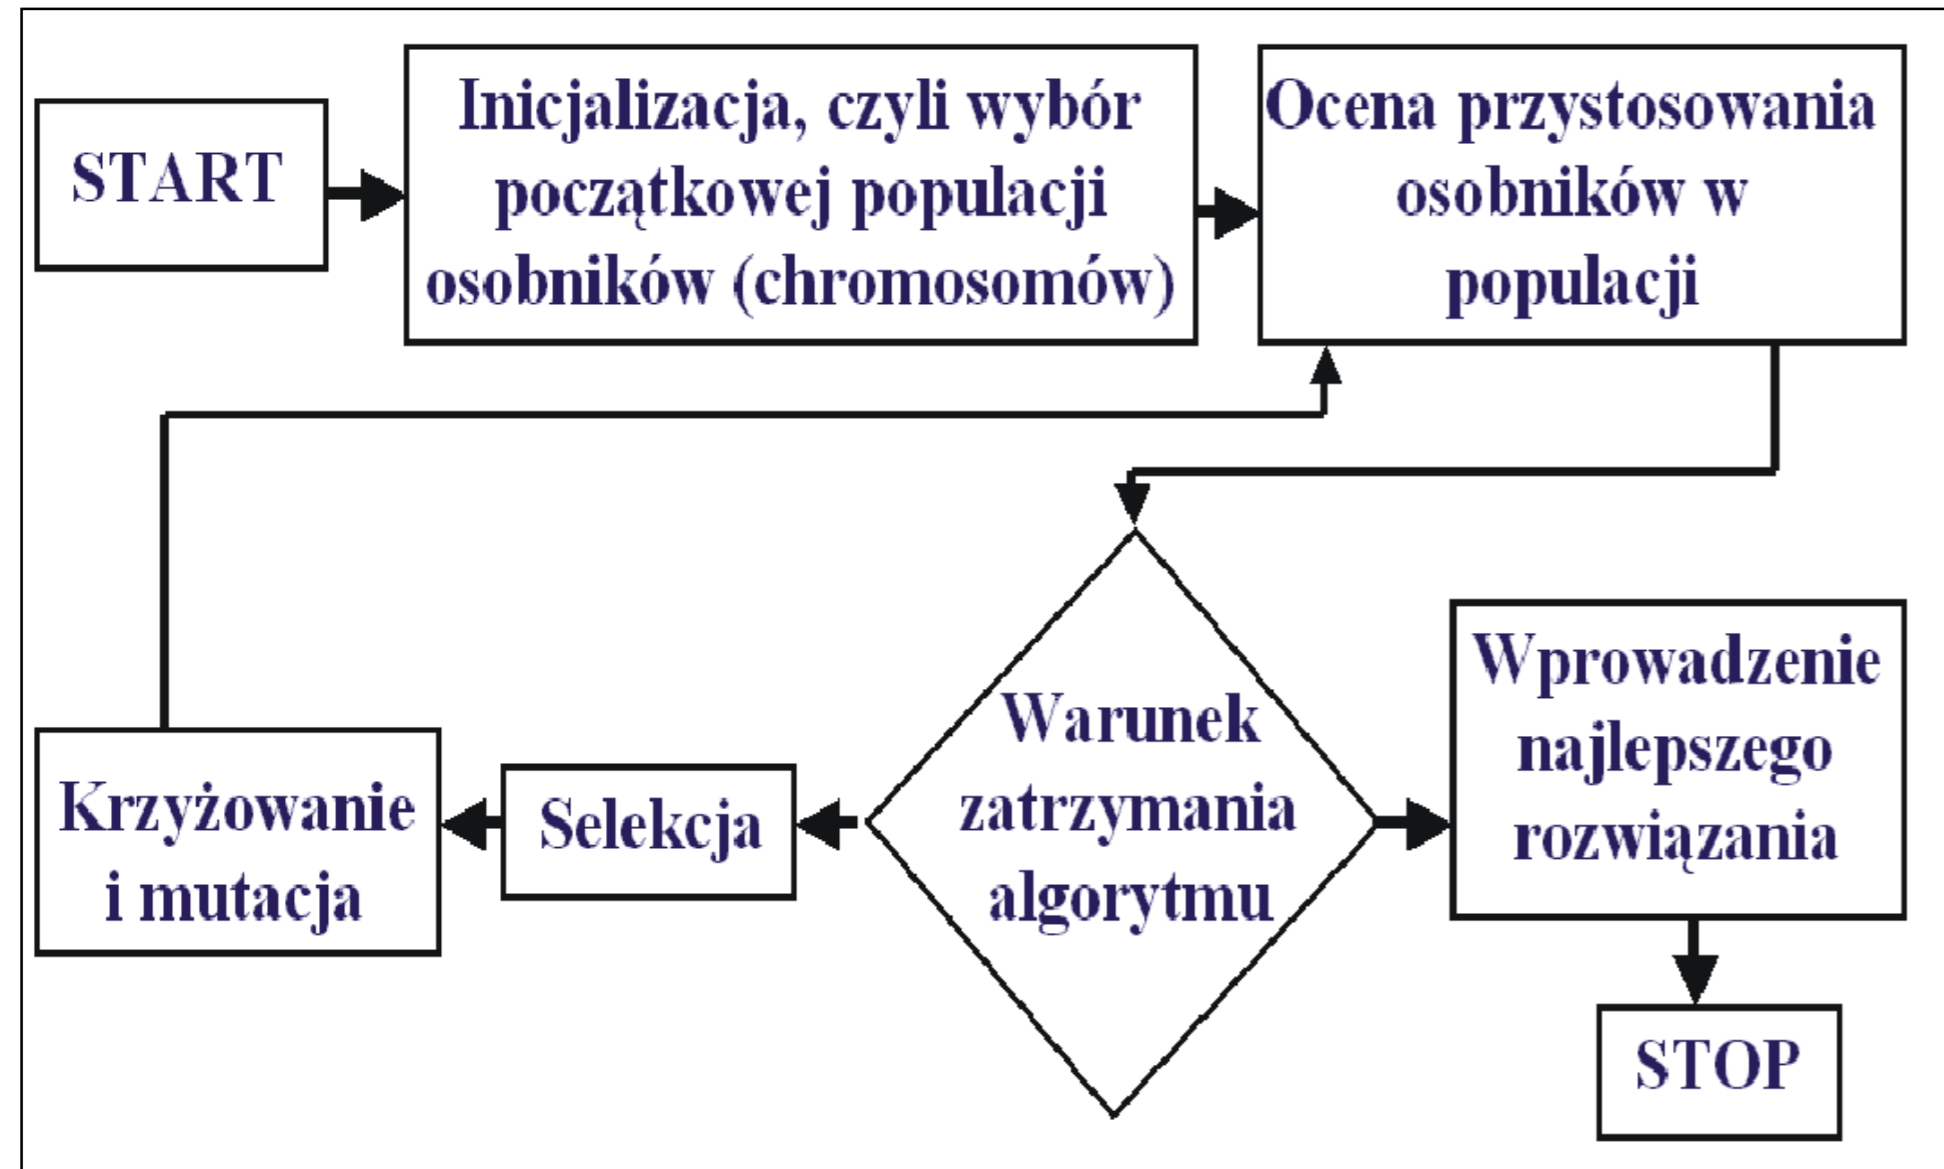 START
Inicjalizacja, czyli wybór
początkowej populacji
osobników (chromosomów)
Ocena przystosowania
osobników w
populacji
Warunek
zatrzymania
algorytmu
Selekcja
Krzyżowanie
i mutacja
Wprowadzenie
najlepszego
rozwiązania
STOP